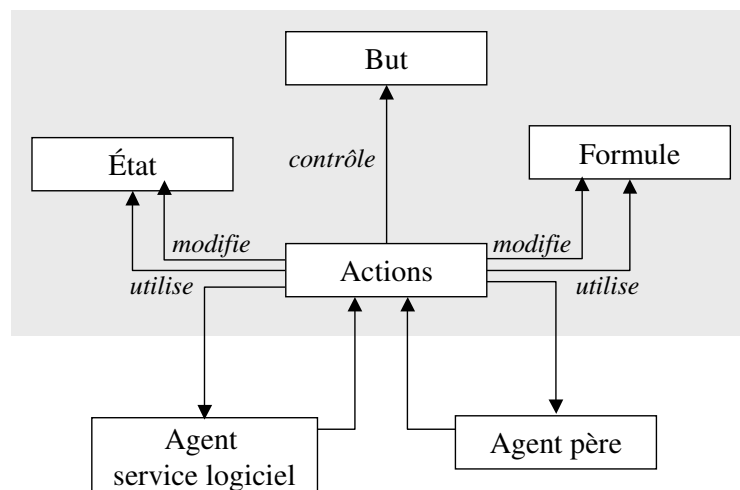 But
contrôle
État
Formule
modifie
modifie
Actions
utilise
utilise
Agent
service logiciel
Agent père